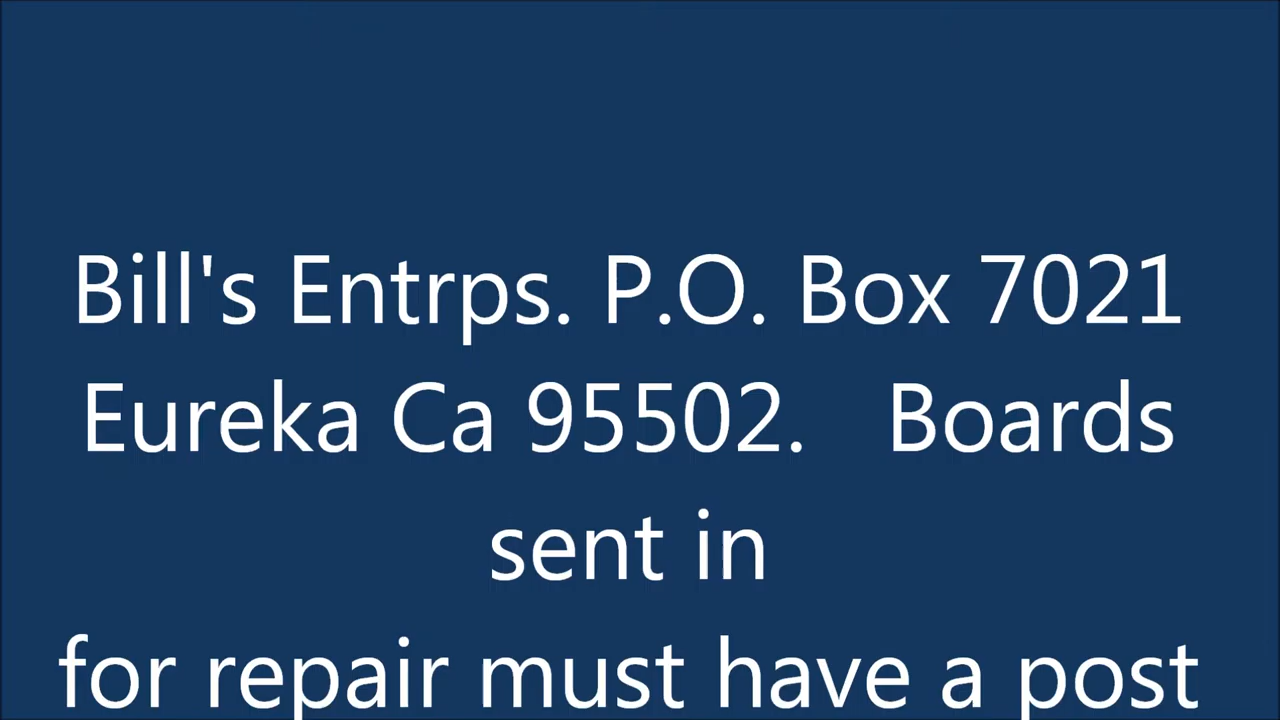 Bill's Entrps. P.O. Box 7021
Eureka Ca 95502.   Boards
sent in
for repair must have a post